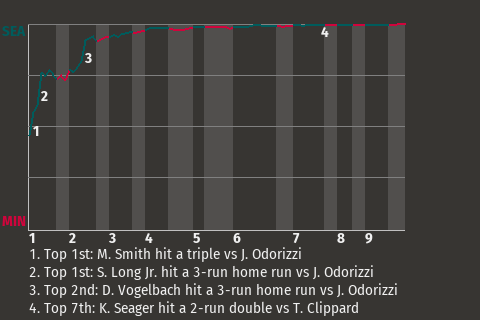 SEA
1
2
3
4
MIN
1 2 3 4 5 6 7 8 9
1. Top 1st: M. Smith hit a triple vs J. Odorizzi
2. Top 1st: S. Long Jr. hit a 3-run home run vs J. Odorizzi
3. Top 2nd: D. Vogelbach hit a 3-run home run vs J. Odorizzi
4. Top 7th: K. Seager hit a 2-run double vs T. Clippard